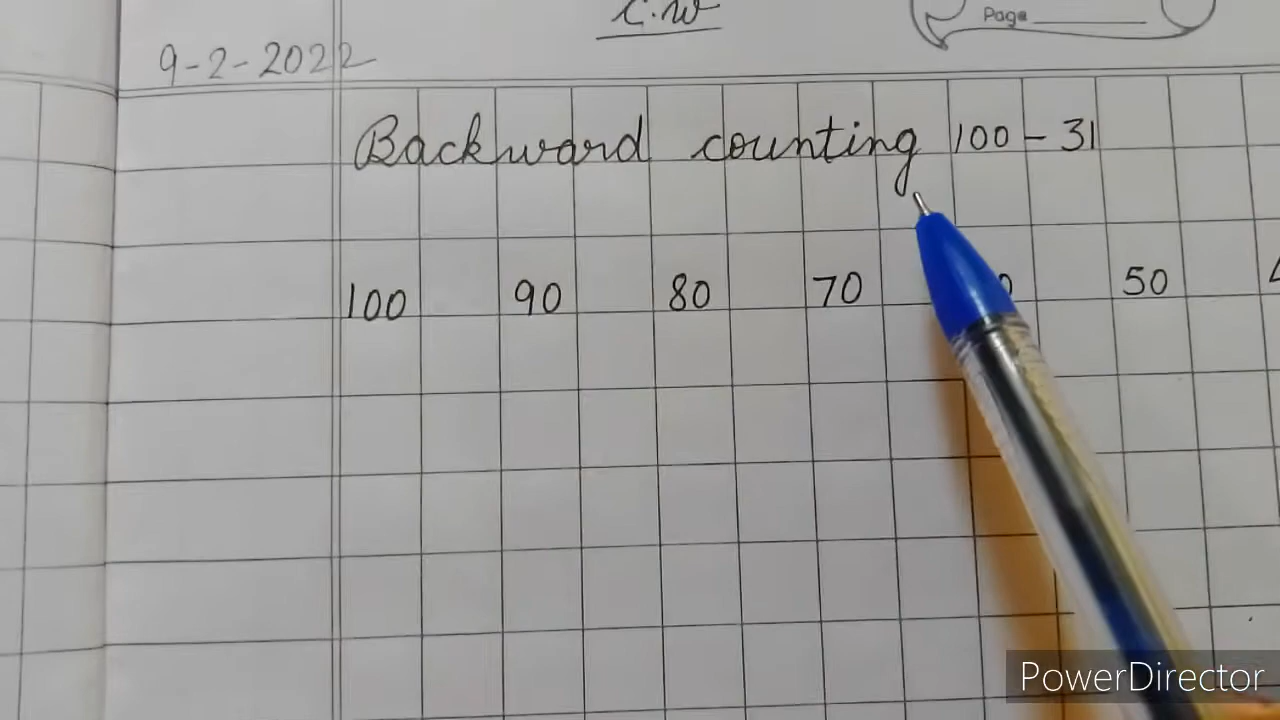 C.W
Page
9-2-2022
Backward counting 100-31
100 90 80 70 50
PowerDirector